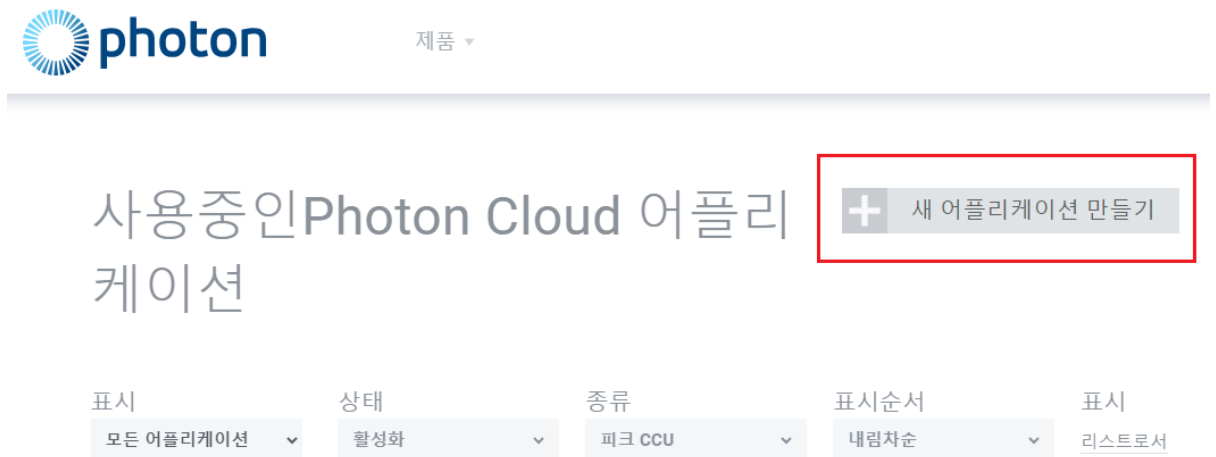 photon
제품
사용중인Photon Cloud 어플리
케이션
새 어플리케이션 만들기
표시 상태 종류 표시순서 표시
모든 어플리케이션 활성화 피크 CCU 내림차순 리스트로서